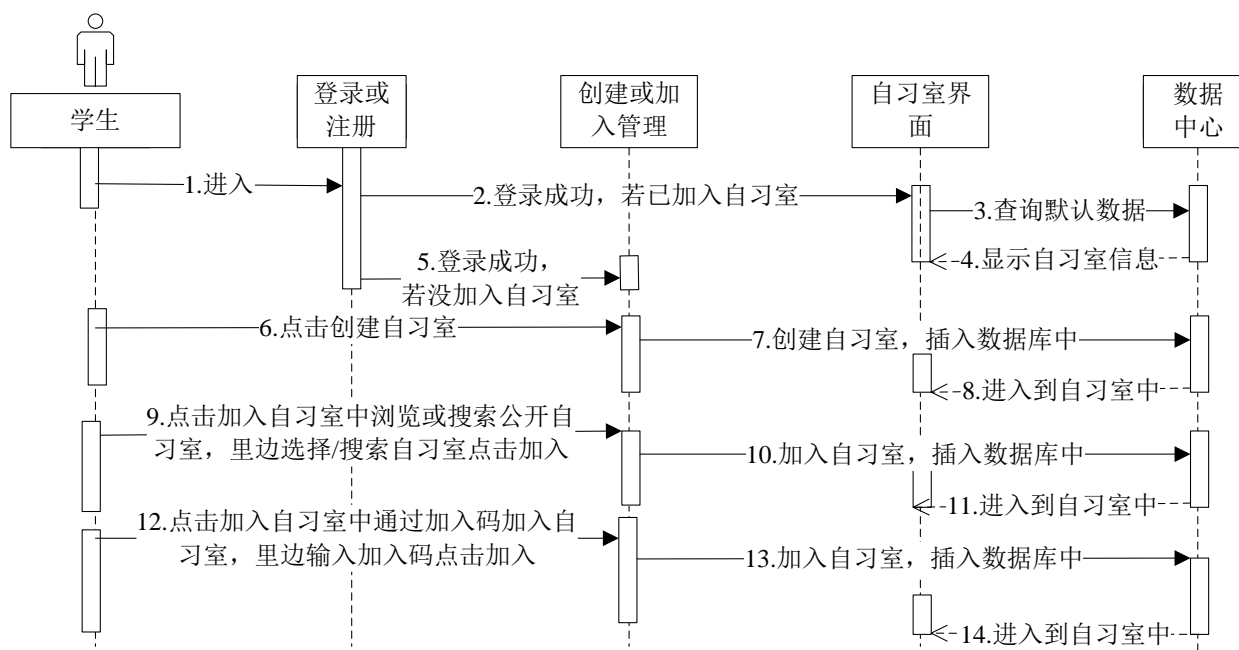 学生
登录或
注册
创建或加
入管理
自习室界
面
数据
中心
1.进入
2.登录成功，若已加入自习室
3.查询默认数据
4.显示自习室信息
5.登录成功，
若没加入自习室
6.点击创建自习室
7.创建自习室，插入数据库中
8.进入到自习室中
9.点击加入自习室中浏览或搜索公开自
习室，里边选择/搜索自习室点击加入
10.加入自习室，插入数据库中
11.进入到自习室中
12.点击加入自习室中通过加入码加入自
习室，里边输入加入码点击加入
13.加入自习室，插入数据库中
14.进入到自习室中